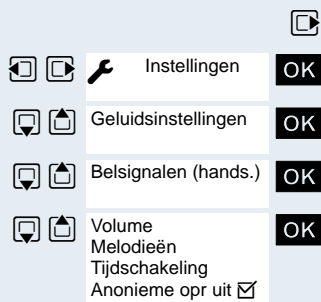 Instellingen OK
Geluidsinstellingen OK
Belsignalen (hands.) OK
Volume OK
Melodieën
Tijdschakeling
Anonieme opr uit